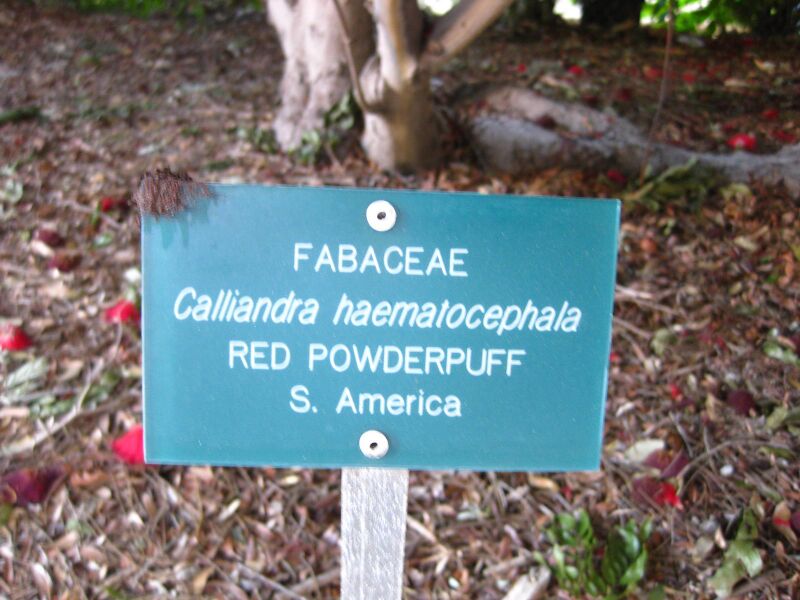 FABACEAE
Calliandra haematocephala
RED POWDERPUFF
S. America